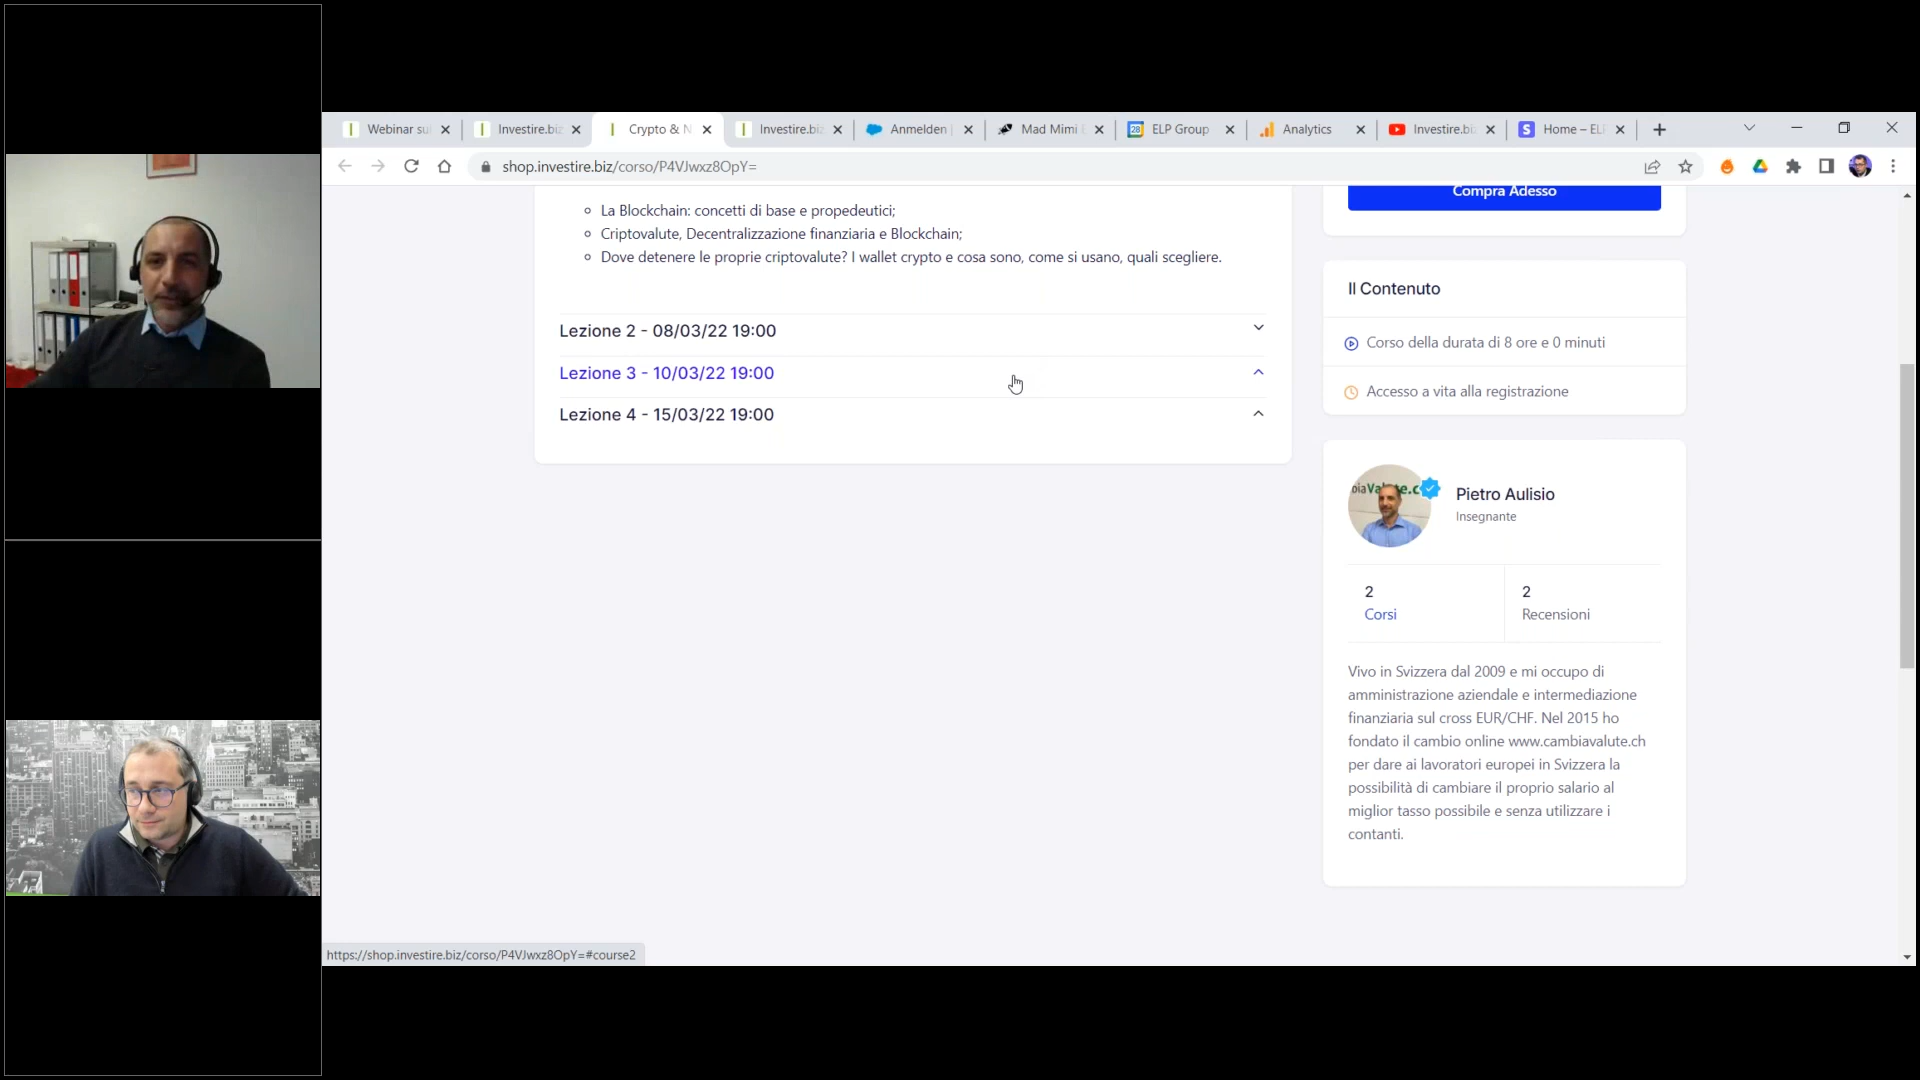 Webinar su
Investire.biz
Crypto & N
Investire.biz
Anmelden
Mad Mimi
28
ELP Group
Analytics
Investire.bi
S
Home – EL
shop.investire.biz/corso/P4VJwxz8OpY=
La Blockchain: concetti di base e propedeutici;
Criptovalute, Decentralizzazione finanziaria e Blockchain;
Dove detenere le proprie criptovalute? I wallet crypto e cosa sono, come si usano, quali scegliere.
Lezione 2 - 08/03/22 19:00
Lezione 3 - 10/03/22 19:00
Lezione 4 - 15/03/22 19:00
Compra Adesso
Il Contenuto
Corso della durata di 8 ore e 0 minuti
Accesso a vita alla registrazione
Pietro Aulisio
Insegnante
2
Corsi
2
Recensioni
Vivo in Svizzera dal 2009 e mi occupo di
amministrazione aziendale e intermediazione
finanziaria sul cross EUR/CHF. Nel 2015 ho
fondato il cambio online www.cambiavalute.ch
per dare ai lavoratori europei in Svizzera la
possibilità di cambiare il proprio salario al
miglior tasso possibile e senza utilizzare i
contanti.
https://shop.investire.biz/corso/P4VJwxz8OpY=#course2